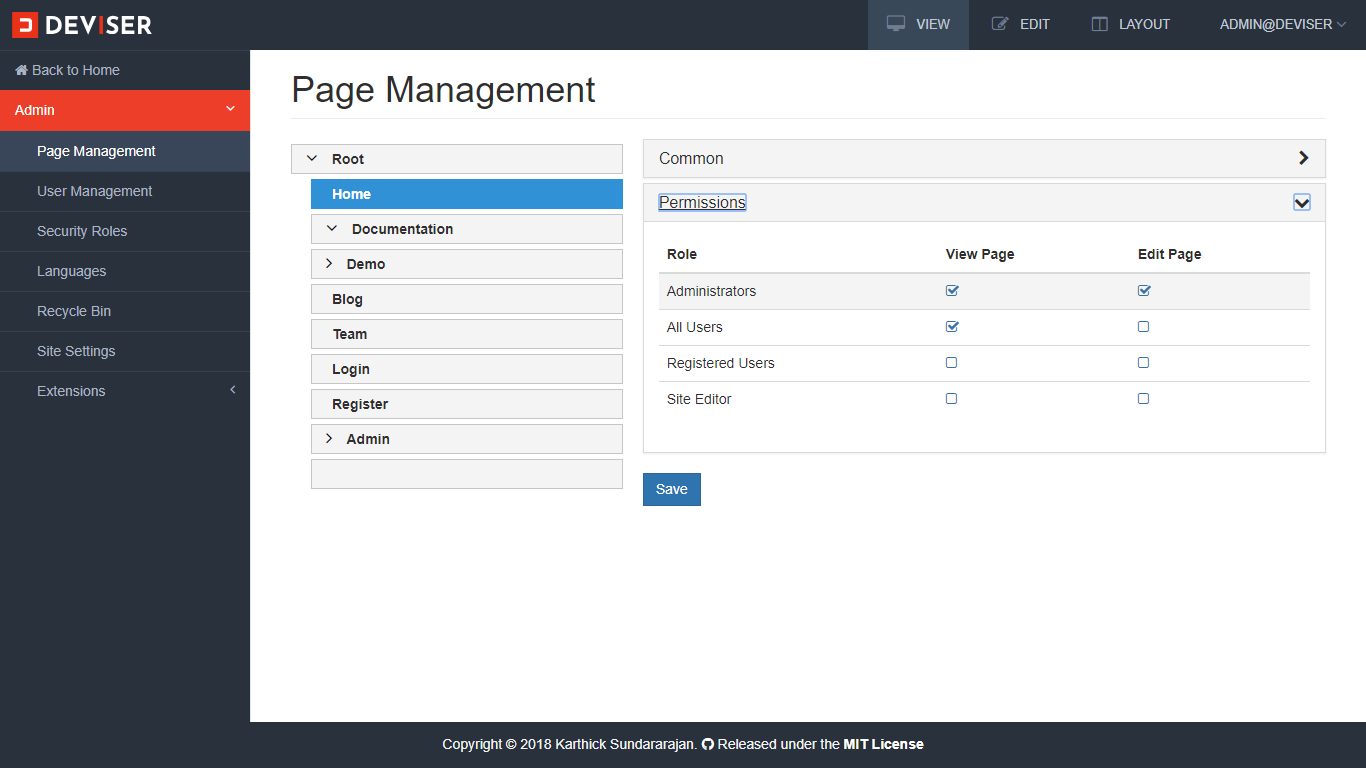 DEVISER
VIEW
EDIT
LAYOUT
ADMIN@DEVISER
Back to Home
Admin
Page Management
User Management
Security Roles
Languages
Recycle Bin
Site Settings
Extensions
Page Management
Root
Home
Documentation
Demo
Blog
Team
Login
Register
Admin
Common
Permissions
Role View Page Edit Page
Administrators
All Users
Registered Users
Site Editor
Save
Copyright © 2018 Karthick Sundararajan. Released under the MIT License